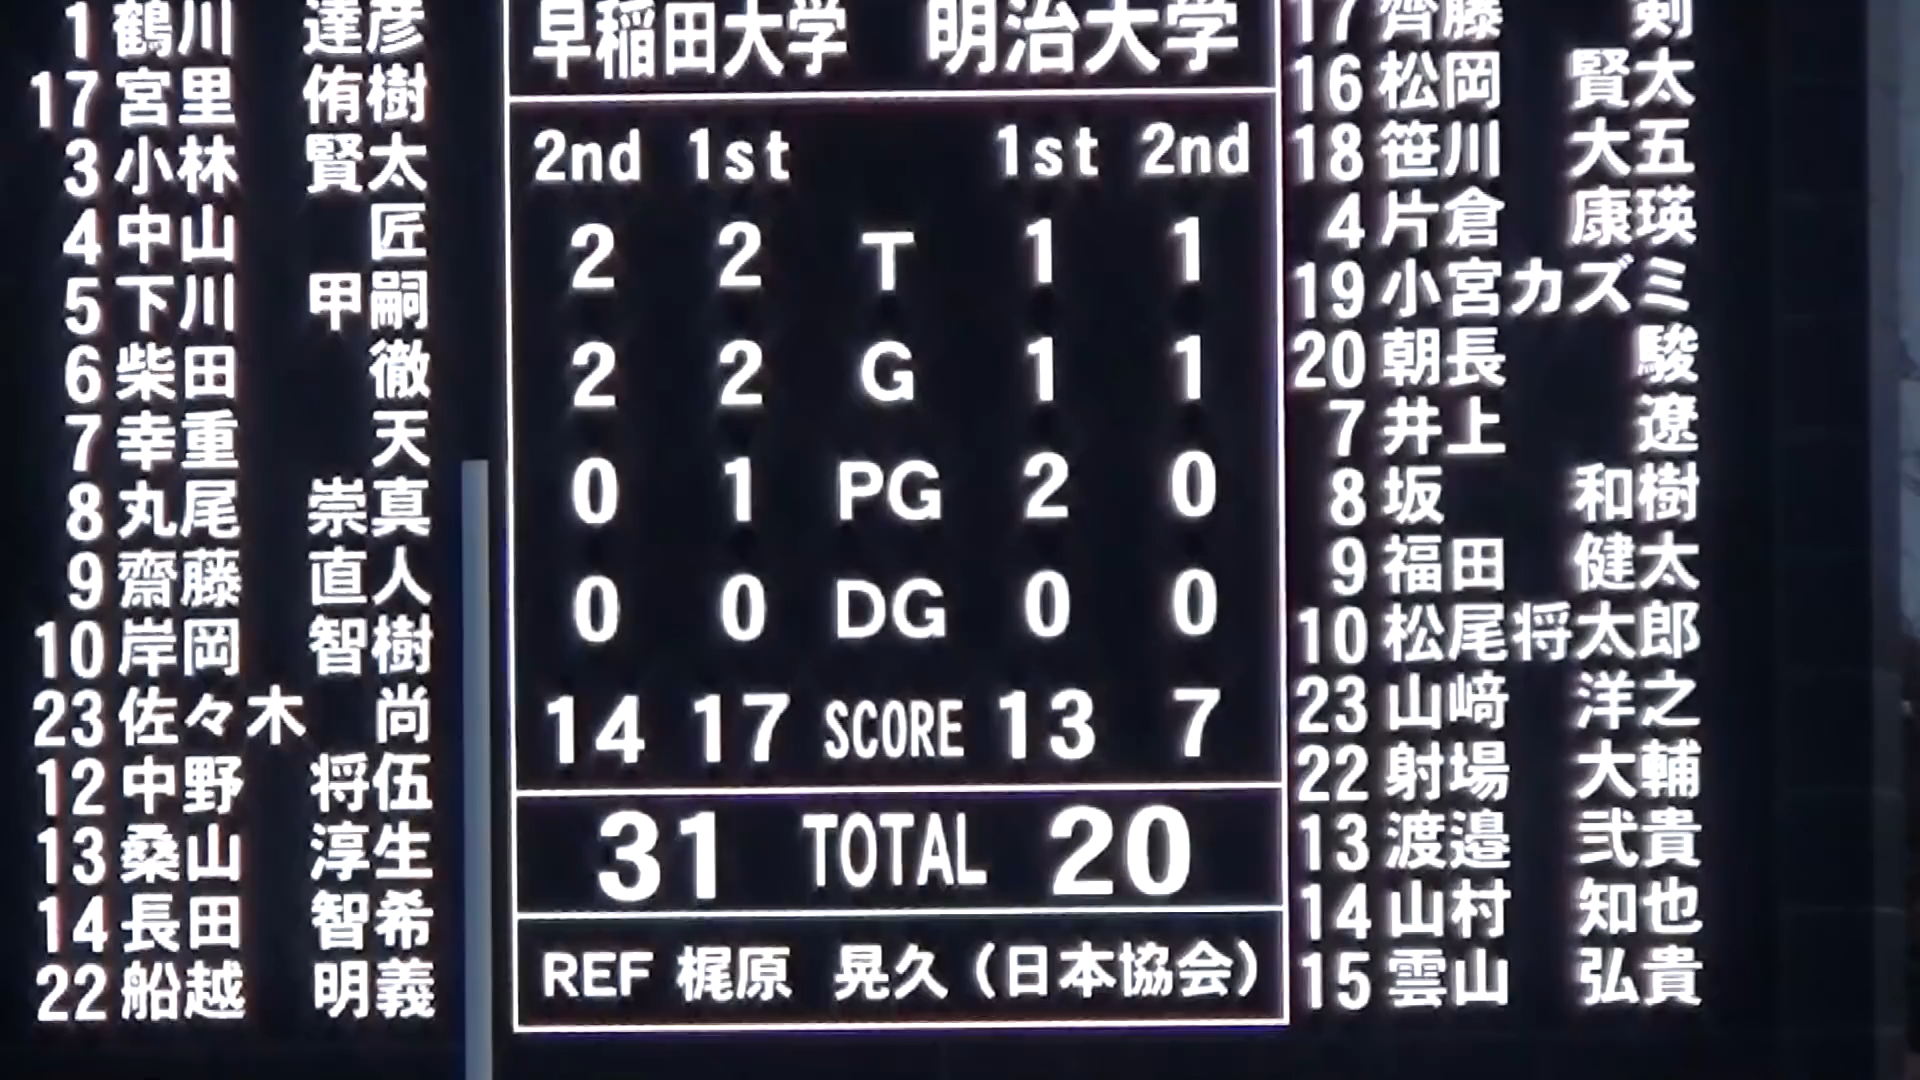 1 鶴川 達彦
17 宮里 侑樹
3 小林 賢太
4 中山 匠
5 下川 甲嗣
6 柴田 徹
7 幸重 天
8 丸尾 崇真
9 齋藤 直人
10 岸岡 智樹
23 佐々木 尚
12 中野 将伍
13 桑山 淳生
14 長田 智希
22 船越 明義
早稲田大学 明治大学
2nd 1st 1st 2nd
2 2 T 1 1
2 2 G 1 1
0 1 PG 2 0
0 0 DG 0 0
14 17 SCORE 13 7
31 TOTAL 20
REF 梶原 晃久（日本協会）
17 齊藤 剣
16 松岡 賢太
18 笹川 大五
4 片倉 康瑛
19 小宮カズミ
20 朝長 駿
7 井上 遼
8 坂 和樹
9 福田 健太
10 松尾将太郎
23 山﨑 洋之
22 射場 大輔
13 渡邉 弐貴
14 山村 知也
15 雲山 弘貴